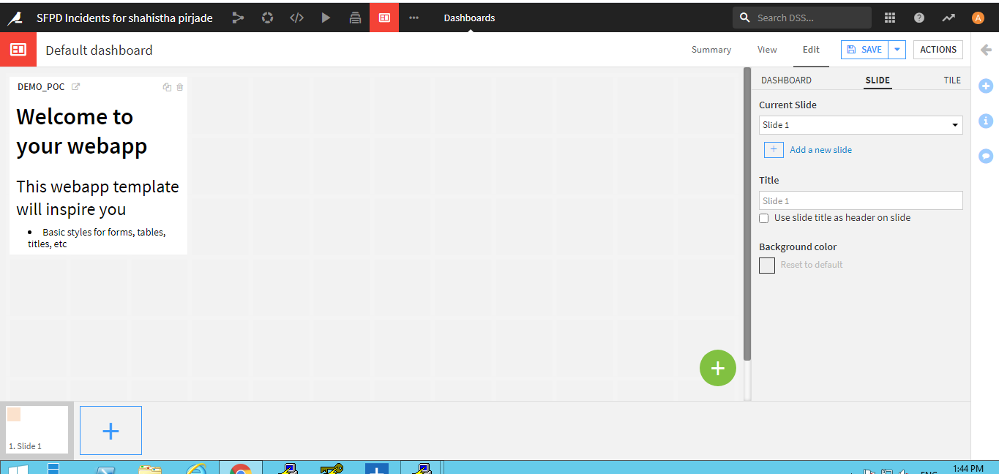 SFPD Incidents for shahistha pirjade
Dashboards
Search DSS...
A
Default dashboard
Summary
View
Edit
SAVE
ACTIONS
DEMO_POC
Welcome to
your webapp
This webapp template
will inspire you
Basic styles for forms, tables,
titles, etc
DASHBOARD
SLIDE
TILE
Current Slide
Slide 1
Add a new slide
Title
Slide 1
Use slide title as header on slide
Background color
Reset to default
1. Slide 1
1:44 PM
ENG